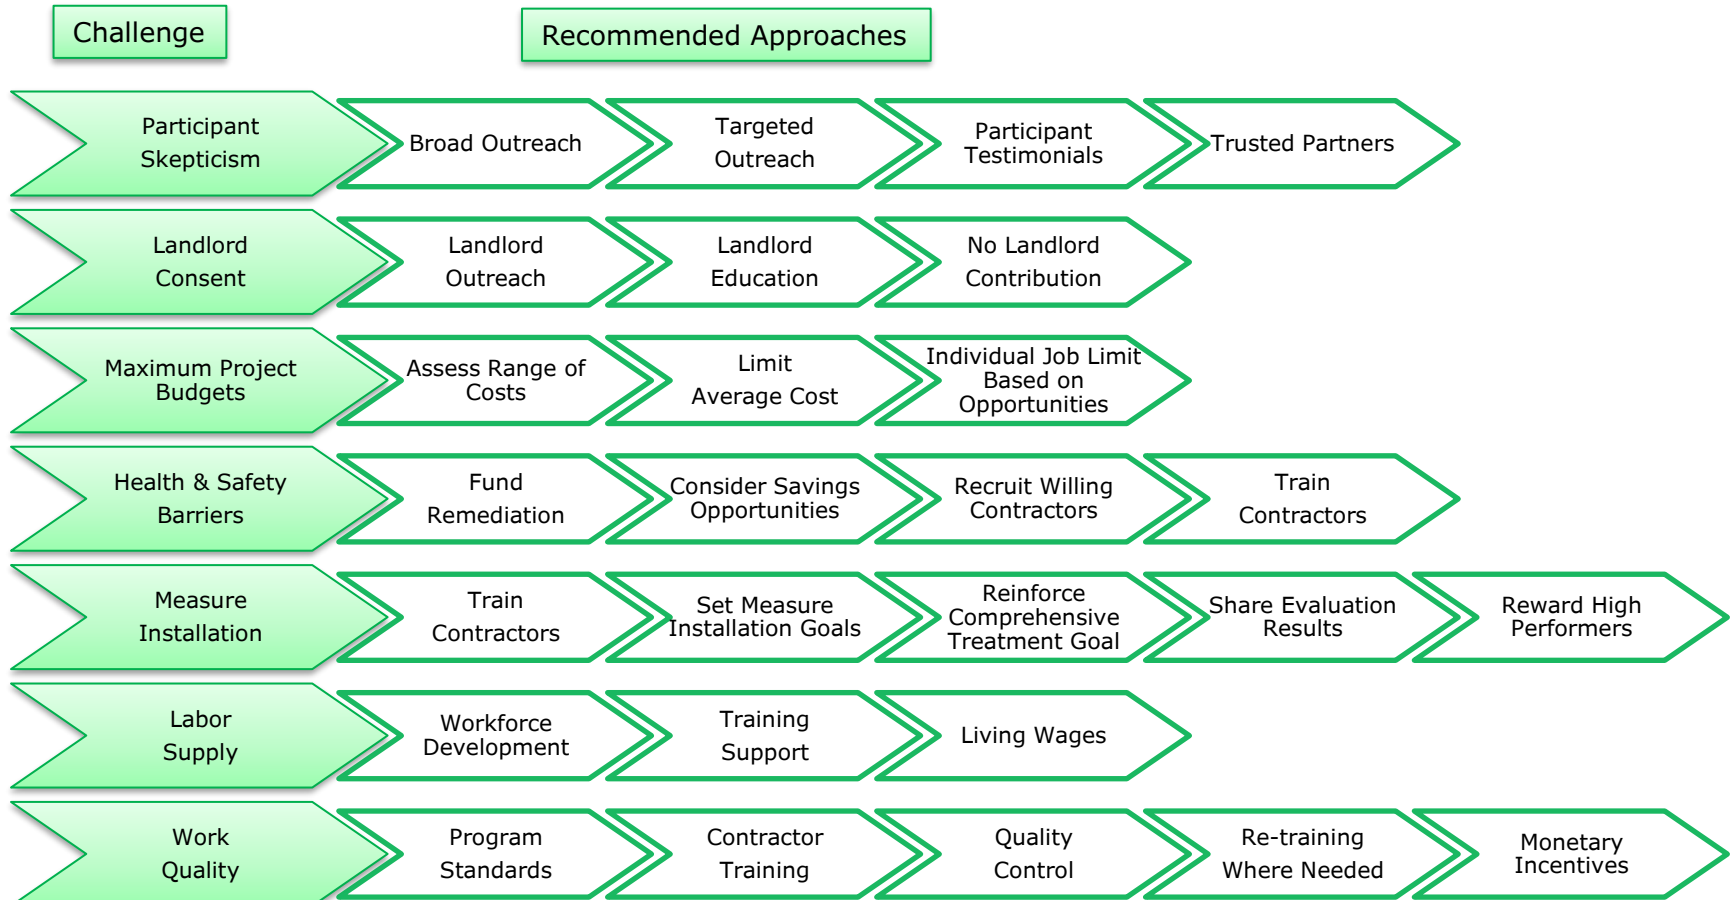 Challenge
Recommended Approaches
Participant
Skepticism
Broad Outreach
Targeted
Outreach
Participant
Testimonials
Trusted Partners
Landlord
Consent
Landlord
Outreach
Landlord
Education
No Landlord
Contribution
Maximum Project
Budgets
Assess Range of
Costs
Limit
Average Cost
Individual Job Limit
Based on
Opportunities
Health & Safety
Barriers
Fund
Remediation
Consider Savings
Opportunities
Recruit Willing
Contractors
Train
Contractors
Measure
Installation
Train
Contractors
Set Measure
Installation Goals
Reinforce
Comprehensive
Treatment Goal
Share Evaluation
Results
Reward High
Performers
Labor
Supply
Workforce
Development
Training
Support
Living Wages
Work
Quality
Program
Standards
Contractor
Training
Quality
Control
Re-training
Where Needed
Monetary
Incentives